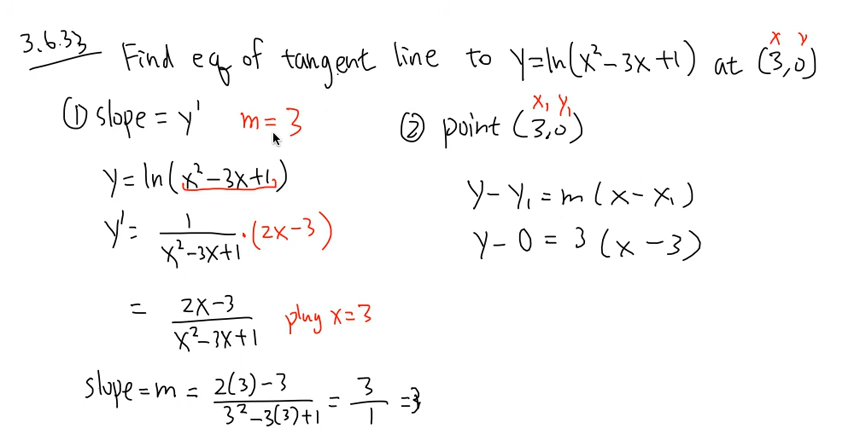 3.6.33 Find eq of tangent line to y=ln(x²-3x+1) at (3,0)
x y
① slope = y' m=3
y=ln(x²-3x+1)
y'= 1/(x²-3x+1) ·(2x-3)
= (2x-3)/(x²-3x+1) plug x=3
slope=m = (2(3)-3)/(3²-3(3)+1) = 3/1 =3
② point (3,0)
x₁ y₁
y-y₁=m(x-x₁)
y-0=3(x-3)